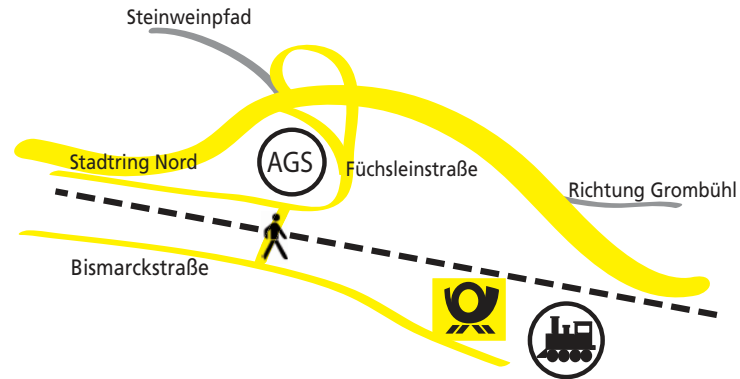 Steinweinpfad
Stadtring Nord
AGS
Füchsleinstraße
Richtung Grombühl
Bismarckstraße